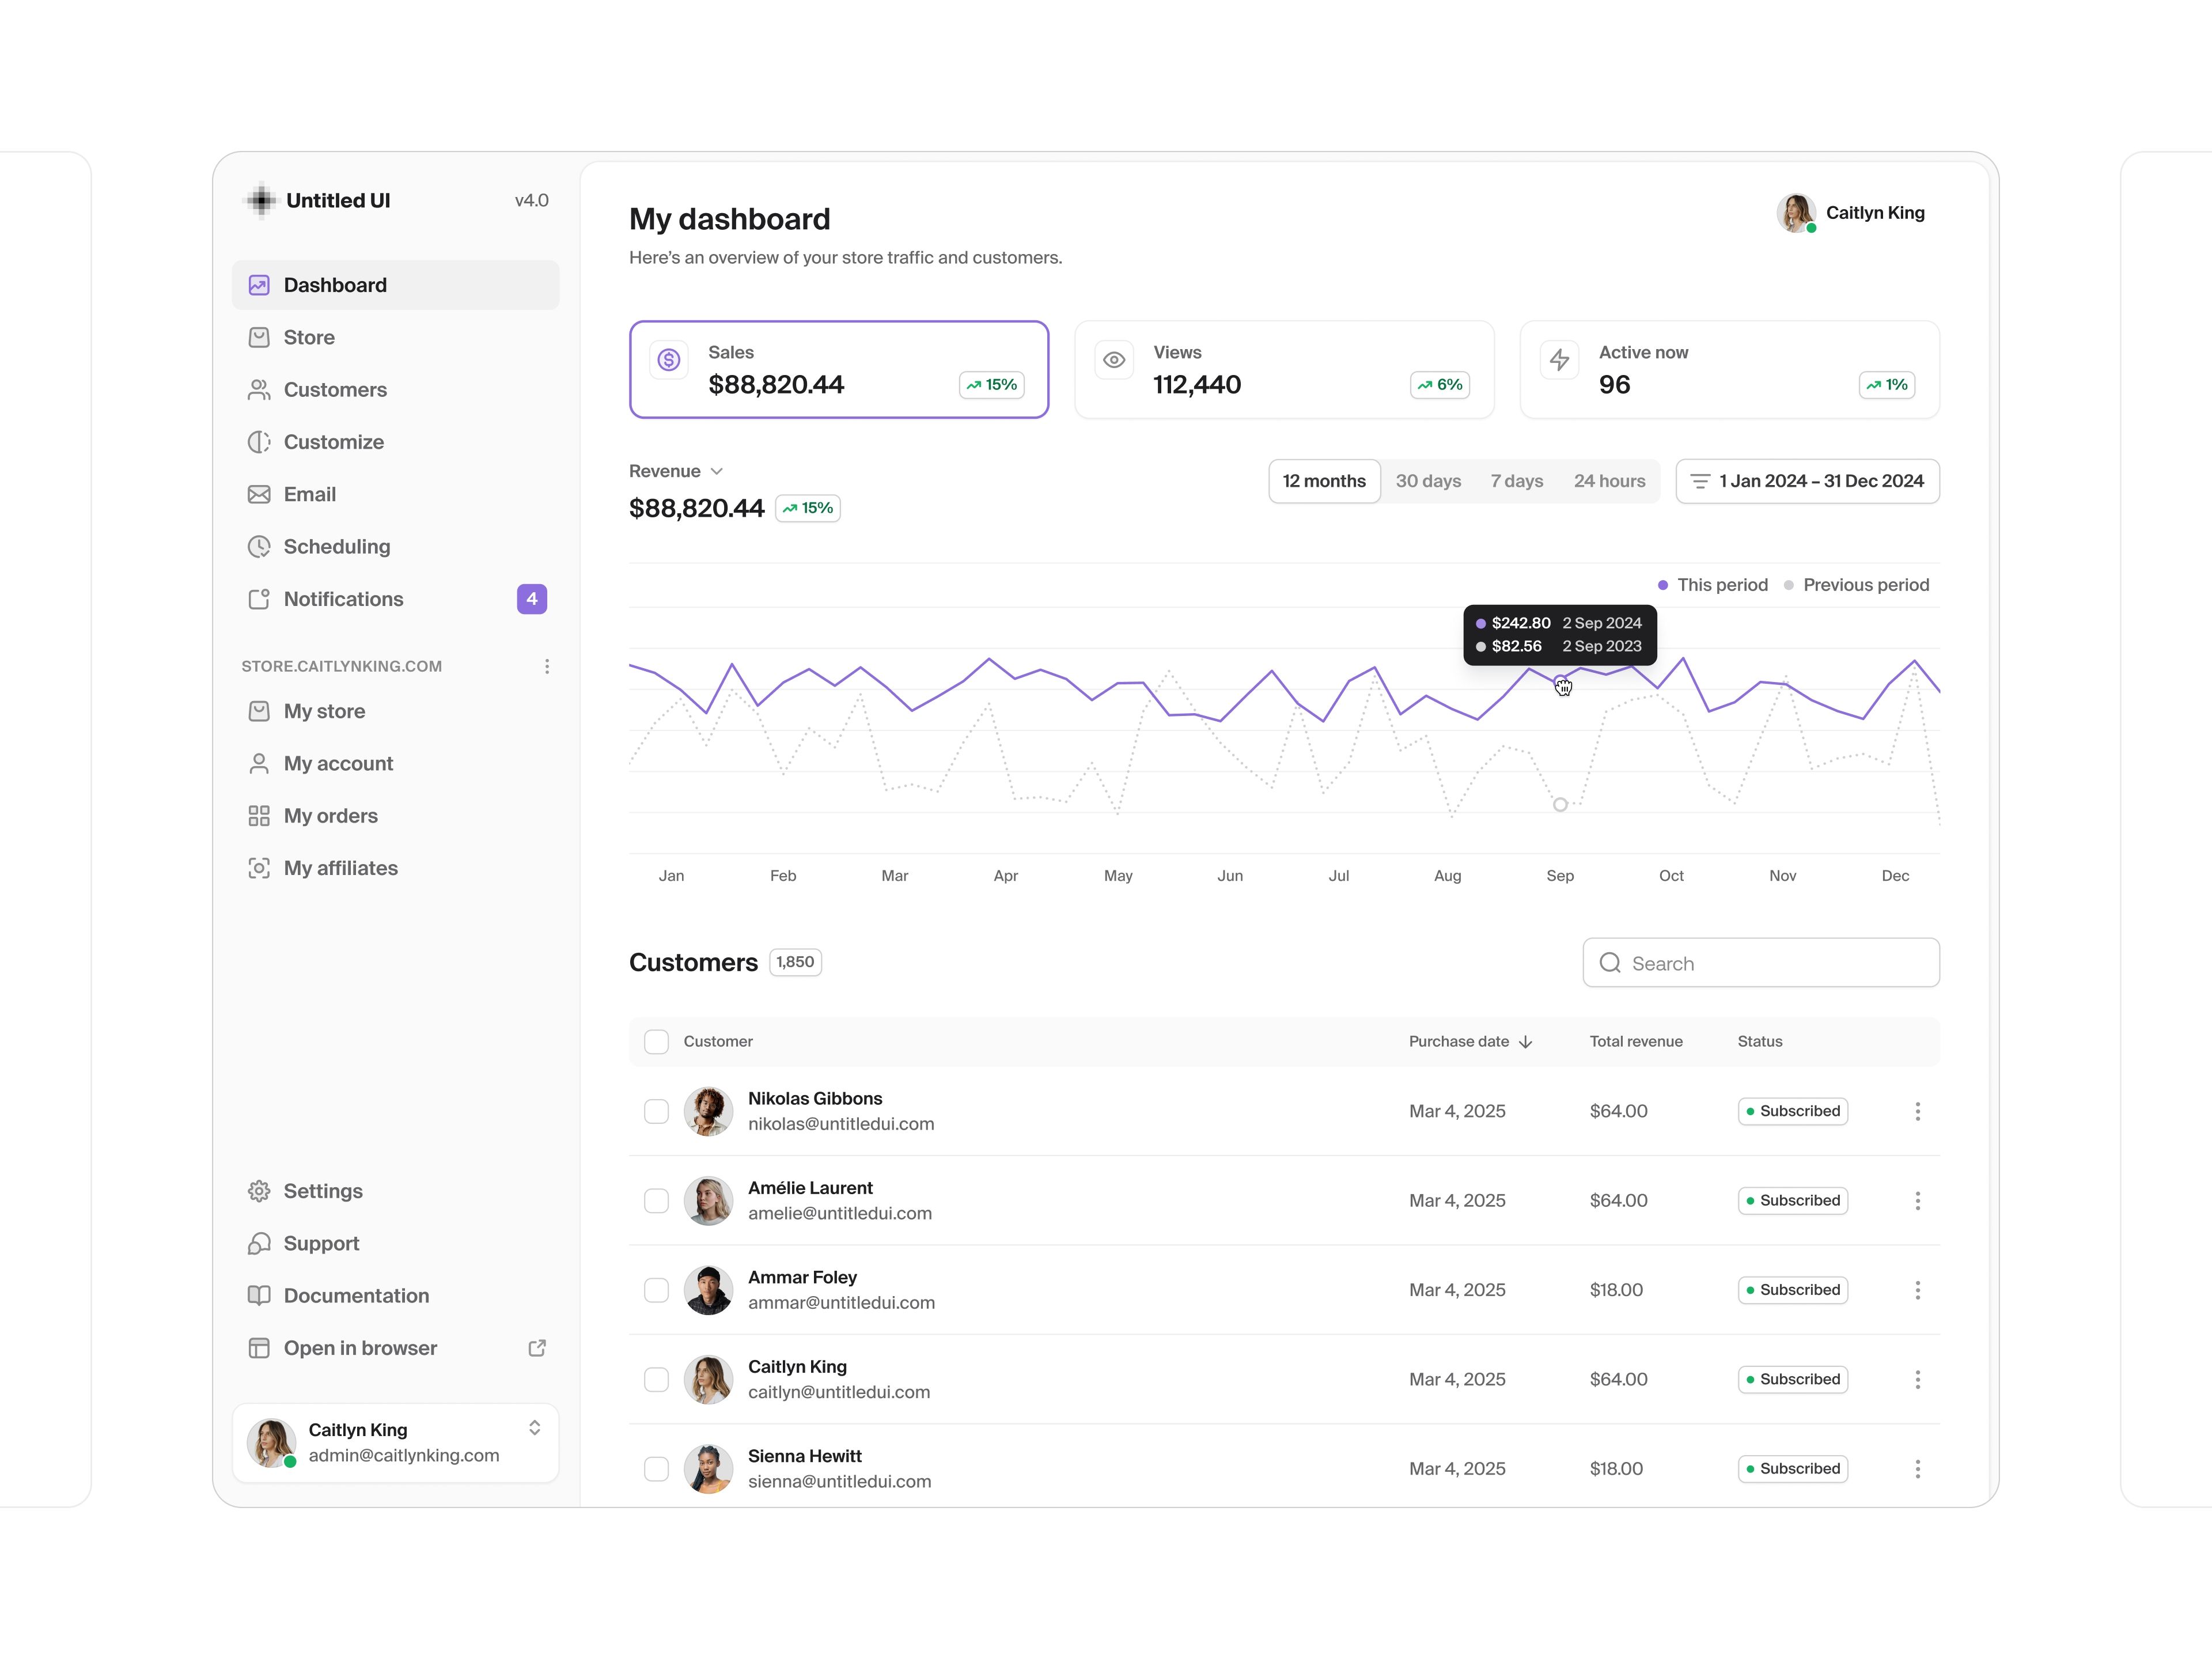 Untitled UI
v4.0
Dashboard
Store
Customers
Customize
Email
Scheduling
Notifications
4
STORE.CAITLYNKING.COM
My store
My account
My orders
My affiliates
Settings
Support
Documentation
Open in browser
Caitlyn King
admin@caitlynking.com
My dashboard
Here’s an overview of your store traffic and customers.
Caitlyn King
Sales
$88,820.44
15%
Views
112,440
6%
Active now
96
1%
Revenue
$88,820.44
15%
12 months
30 days
7 days
24 hours
1 Jan 2024 – 31 Dec 2024
This period
Previous period
$242.80 2 Sep 2024
$82.56 2 Sep 2023
Jan Feb Mar Apr May Jun Jul Aug Sep Oct Nov Dec
Customers
1,850
Search
Customer Purchase date Total revenue Status
Nikolas Gibbons
nikolas@untitledui.com
Mar 4, 2025 $64.00 Subscribed
Amélie Laurent
amelie@untitledui.com
Mar 4, 2025 $64.00 Subscribed
Ammar Foley
ammar@untitledui.com
Mar 4, 2025 $18.00 Subscribed
Caitlyn King
caitlyn@untitledui.com
Mar 4, 2025 $64.00 Subscribed
Sienna Hewitt
sienna@untitledui.com
Mar 4, 2025 $18.00 Subscribed